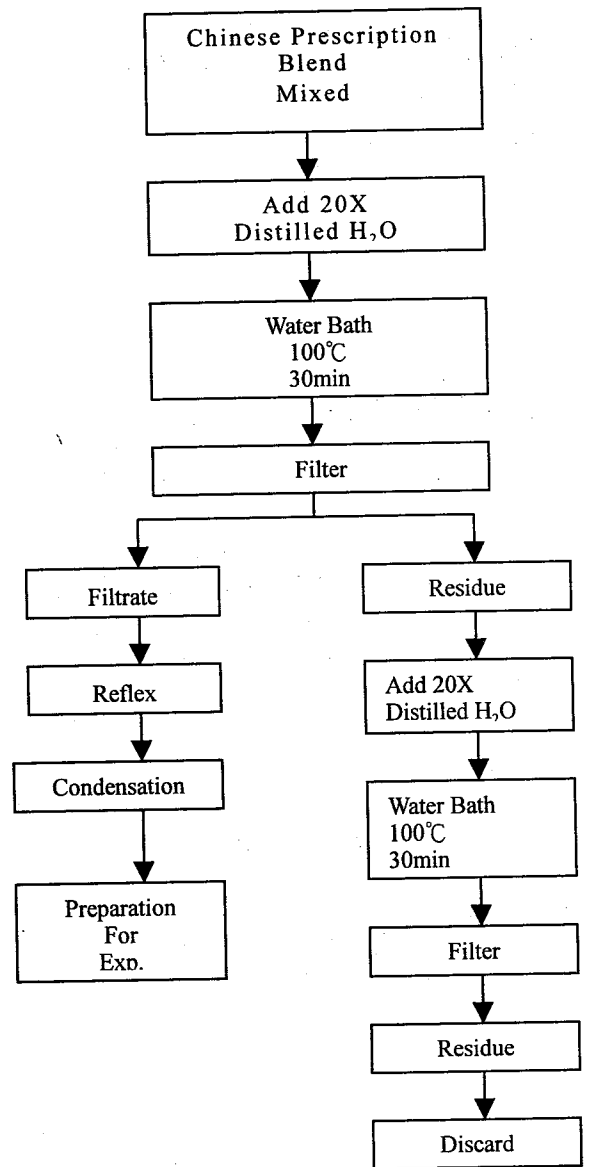 Chinese Prescription
Blend
Mixed
Add 20X
Distilled H₂O
Water Bath
100℃
30min
Filter
Filtrate
Reflex
Condensation
Preparation
For
Exp.
Residue
Add 20X
Distilled H₂O
Water Bath
100℃
30min
Filter
Residue
Discard